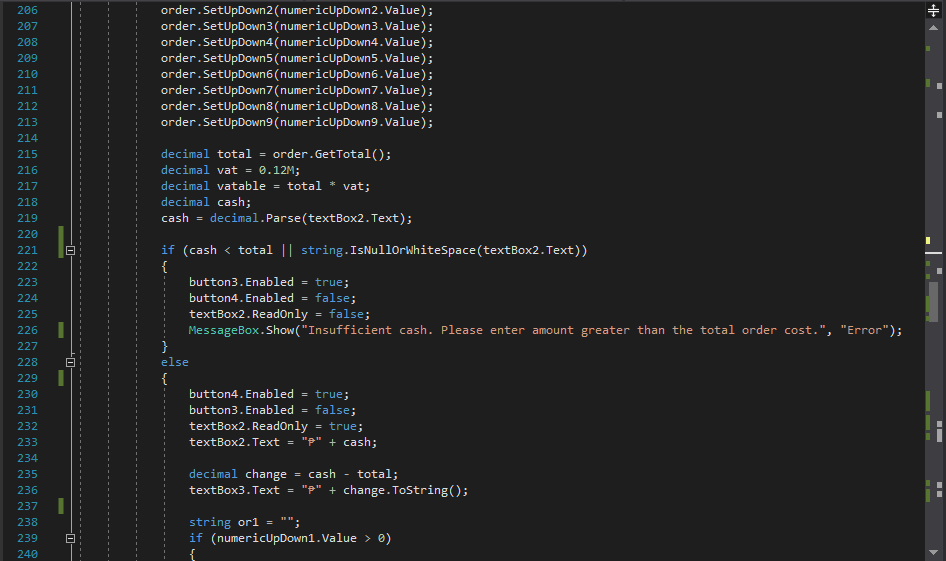 206 order.SetUpDown2(numericUpDown2.Value);
207 order.SetUpDown3(numericUpDown3.Value);
208 order.SetUpDown4(numericUpDown4.Value);
209 order.SetUpDown5(numericUpDown5.Value);
210 order.SetUpDown6(numericUpDown6.Value);
211 order.SetUpDown7(numericUpDown7.Value);
212 order.SetUpDown8(numericUpDown8.Value);
213 order.SetUpDown9(numericUpDown9.Value);
214
215 decimal total = order.GetTotal();
216 decimal vat = 0.12M;
217 decimal vatable = total * vat;
218 decimal cash;
219 cash = decimal.Parse(textBox2.Text);
220
221 if (cash < total || string.IsNullOrWhiteSpace(textBox2.Text))
222 {
223 button3.Enabled = true;
224 button4.Enabled = false;
225 textBox2.ReadOnly = false;
226 MessageBox.Show("Insufficient cash. Please enter amount greater than the total order cost.", "Error");
227 }
228 else
229 {
230 button4.Enabled = true;
231 button3.Enabled = false;
232 textBox2.ReadOnly = true;
233 textBox2.Text = "₱" + cash;
234
235 decimal change = cash - total;
236 textBox3.Text = "₱" + change.ToString();
237
238 string or1 = "";
239 if (numericUpDown1.Value > 0)
240 {